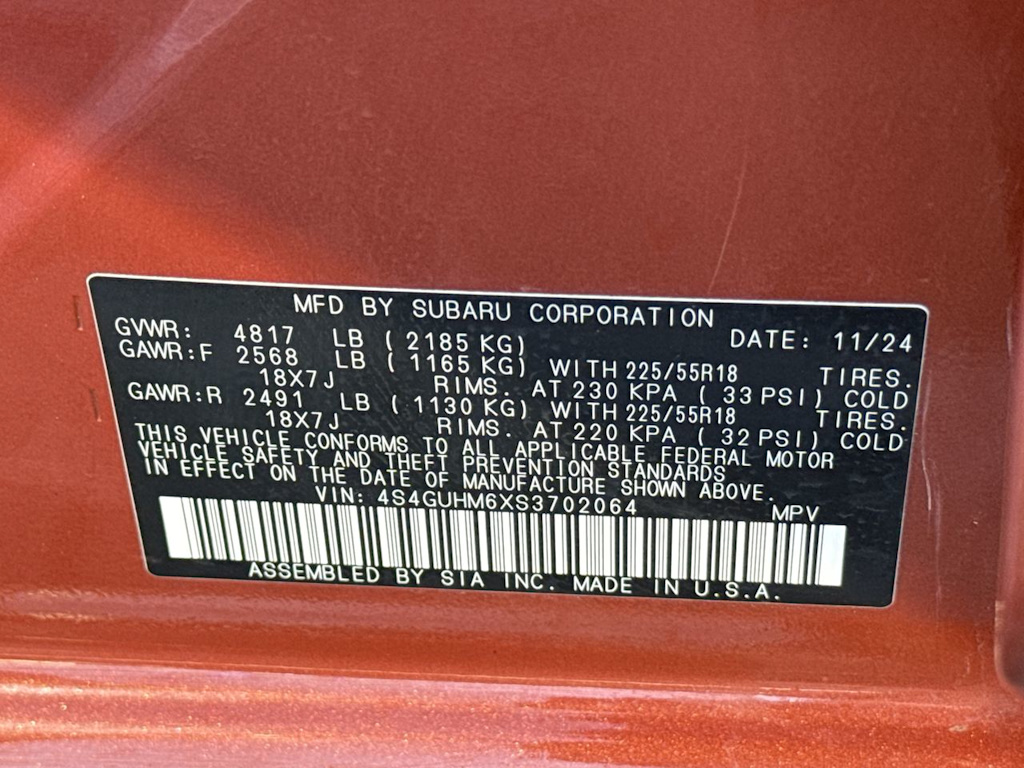 MFD BY SUBARU CORPORATION
GVWR: 4817 LB ( 2185 KG) DATE: 11/24
GAWR:F 2568 LB ( 1165 KG) WITH 225/55R18 TIRES.
18X7J RIMS. AT 230 KPA ( 33 PSI) COLD
GAWR:R 2491 LB ( 1130 KG) WITH 225/55R18 TIRES.
18X7J RIMS. AT 220 KPA ( 32 PSI) COLD
THIS VEHICLE CONFORMS TO ALL APPLICABLE FEDERAL MOTOR
VEHICLE SAFETY AND THEFT PREVENTION STANDARDS
IN EFFECT ON THE DATE OF MANUFACTURE SHOWN ABOVE.
VIN: 4S4GUHM6XS3702064 MPV
ASSEMBLED BY SIA INC. MADE IN U.S.A.